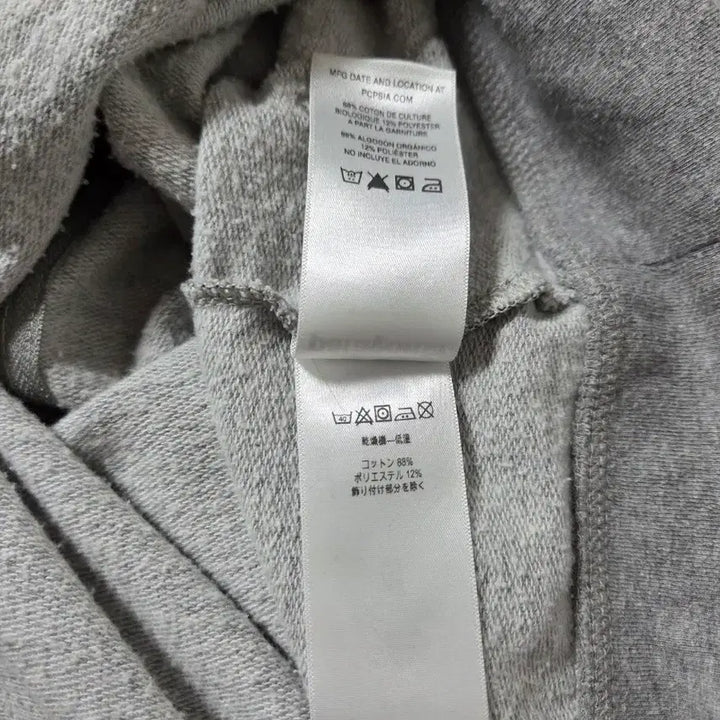 MFG DATE AND LOCATION AT
PCPSIA.COM
88% COTON DE CULTURE
BIOLOGIQUE 12% POLYESTER
A PART LA GARNITURE
88% ALGODÓN ORGÁNICO
12% POLIÉSTER
NO INCLUYE EL ADORNO
40
乾燥機—低温
コットン 88%
ポリエステル 12%
飾り付け部分を除く